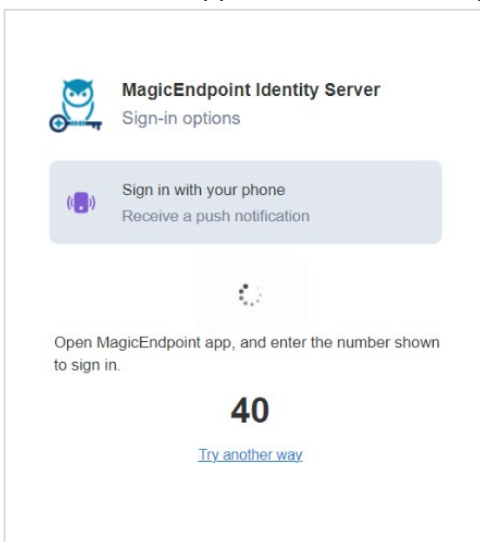 MagicEndpoint Identity Server
Sign-in options
Sign in with your phone
Receive a push notification
Open MagicEndpoint app, and enter the number shown
to sign in.
40
Try another way